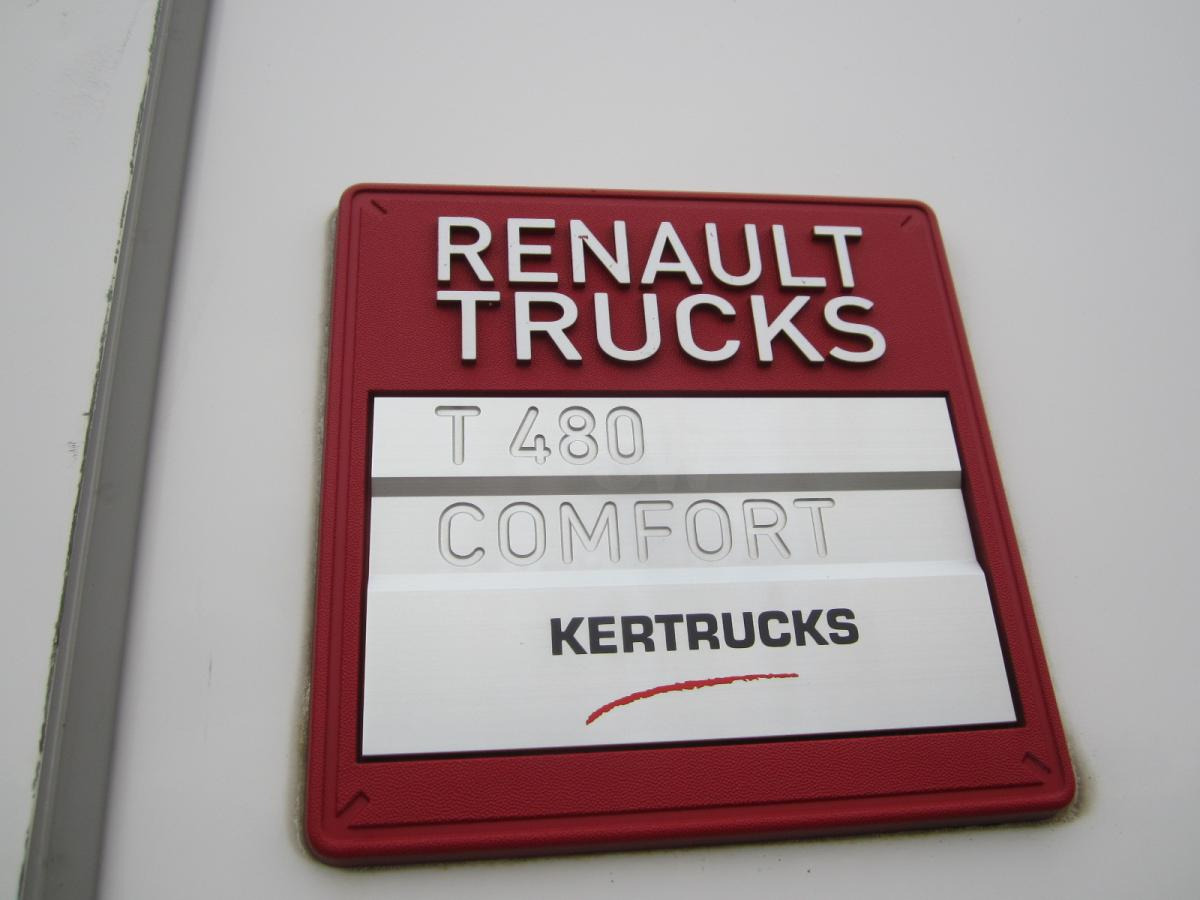 RENAULT
TRUCKS
T 480
COMFORT
KERTRUCKS